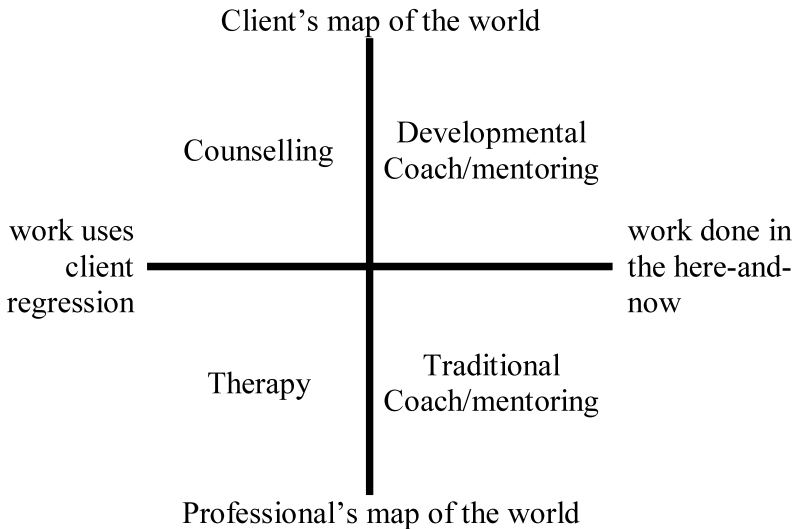 Client’s map of the world
Counselling
Developmental
Coach/mentoring
work uses
client
regression
work done in
the here-and-
now
Therapy
Traditional
Coach/mentoring
Professional’s map of the world